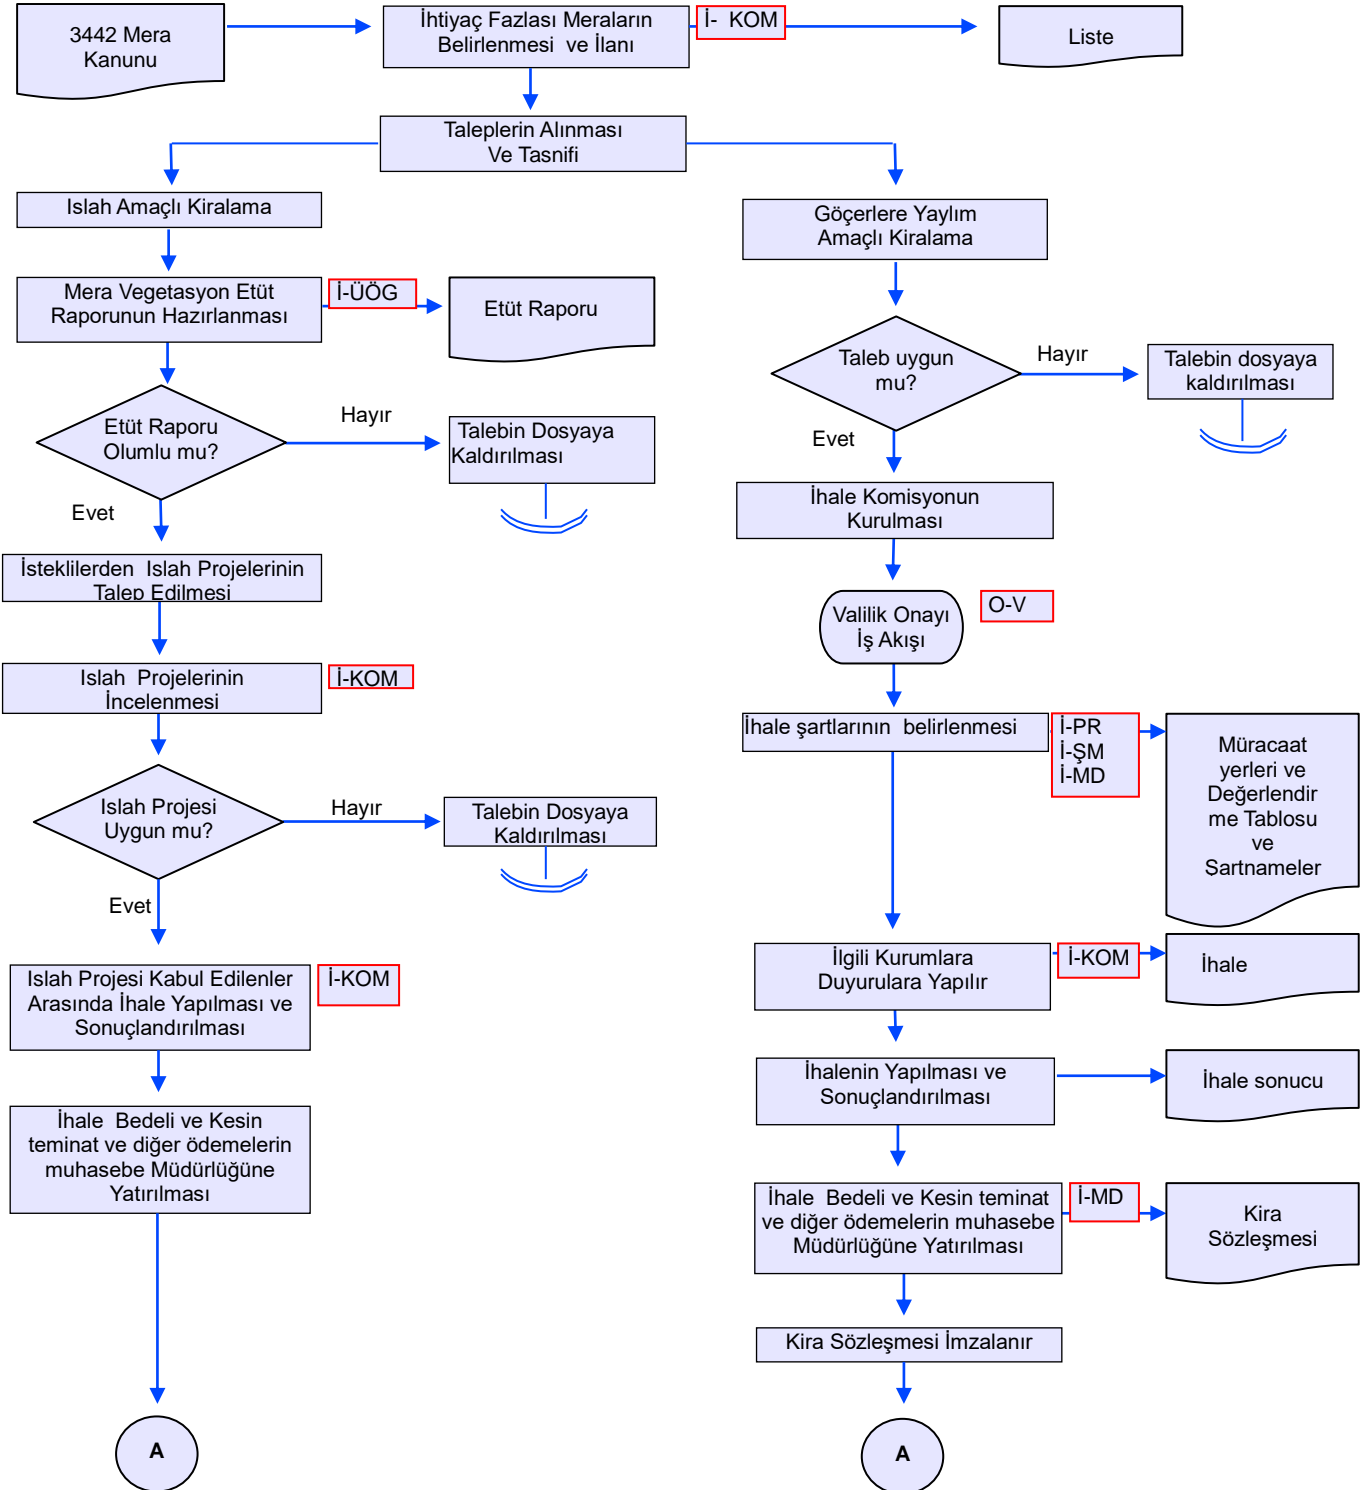 3442 Mera
Kanunu
İhtiyaç Fazlası Meraların
Belirlenmesi ve İlanı
İ- KOM
Liste
Taleplerin Alınması
Ve Tasnifi
Islah Amaçlı Kiralama
Mera Vegetasyon Etüt
Raporunun Hazırlanması
İ-ÜÖG
Etüt Raporu
Etüt Raporu
Olumlu mu?
Hayır
Talebin Dosyaya
Kaldırılması
Evet
İsteklilerden Islah Projelerinin
Talep Edilmesi
Islah Projelerinin
İncelenmesi
İ-KOM
Islah Projesi
Uygun mu?
Hayır
Talebin Dosyaya
Kaldırılması
Evet
Islah Projesi Kabul Edilenler
Arasında İhale Yapılması ve
Sonuçlandırılması
İ-KOM
İhale Bedeli ve Kesin
teminat ve diğer ödemelerin
muhasebe Müdürlüğüne
Yatırılması
A
Göçerlere Yaylım
Amaçlı Kiralama
Taleb uygun
mu?
Hayır
Talebin dosyaya
kaldırılması
Evet
İhale Komisyonun
Kurulması
Valilik Onayı
İş Akışı
O-V
İhale şartlarının belirlenmesi
İ-PR
İ-ŞM
İ-MD
Müracaat
yerleri ve
Değerlendir
me Tablosu
ve
Sartnameler
İlgili Kurumlara
Duyurulara Yapılır
İ-KOM
İhale
İhalenin Yapılması ve
Sonuçlandırılması
İhale sonucu
İhale Bedeli ve Kesin teminat
ve diğer ödemelerin muhasebe
Müdürlüğüne Yatırılması
İ-MD
Kira
Sözleşmesi
Kira Sözleşmesi İmzalanır
A